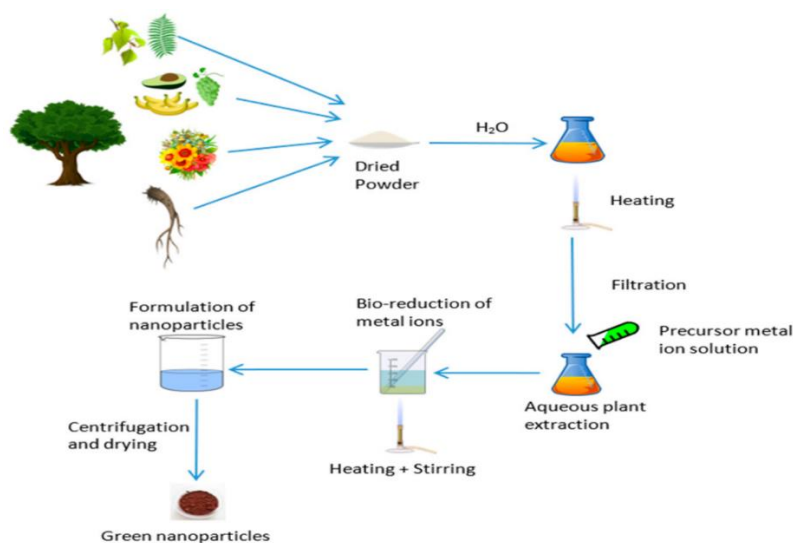 H₂O
Dried
Powder
Heating
Filtration
Precursor metal
ion solution
Aqueous plant
extraction
Bio-reduction of
metal ions
Heating + Stirring
Formulation of
nanoparticles
Centrifugation
and drying
Green nanoparticles